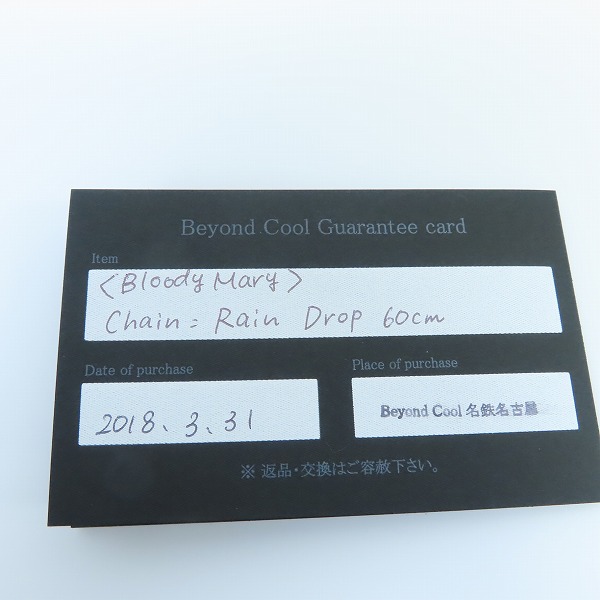 Beyond Cool Guarantee card
Item
<Bloody Mary>
Chain = Rain Drop 60cm
Date of purchase
Place of purchase
2018. 3. 31
Beyond Cool 名鉄名古屋
※ 返品・交換はご容赦下さい。